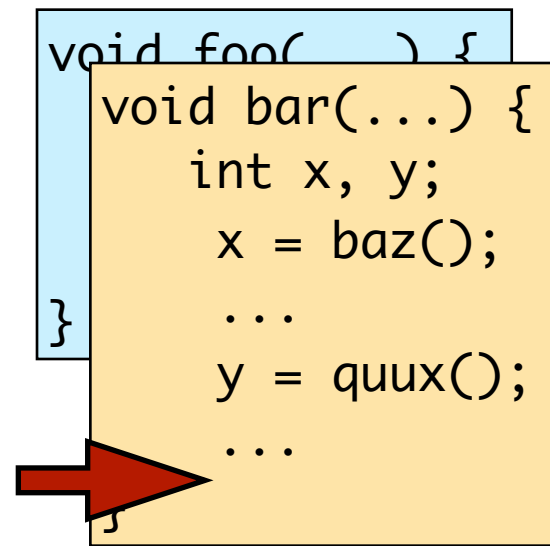 void foo(...) {
void bar(...) {
int x, y;
x = baz();
...
}
y = quux();
...
}